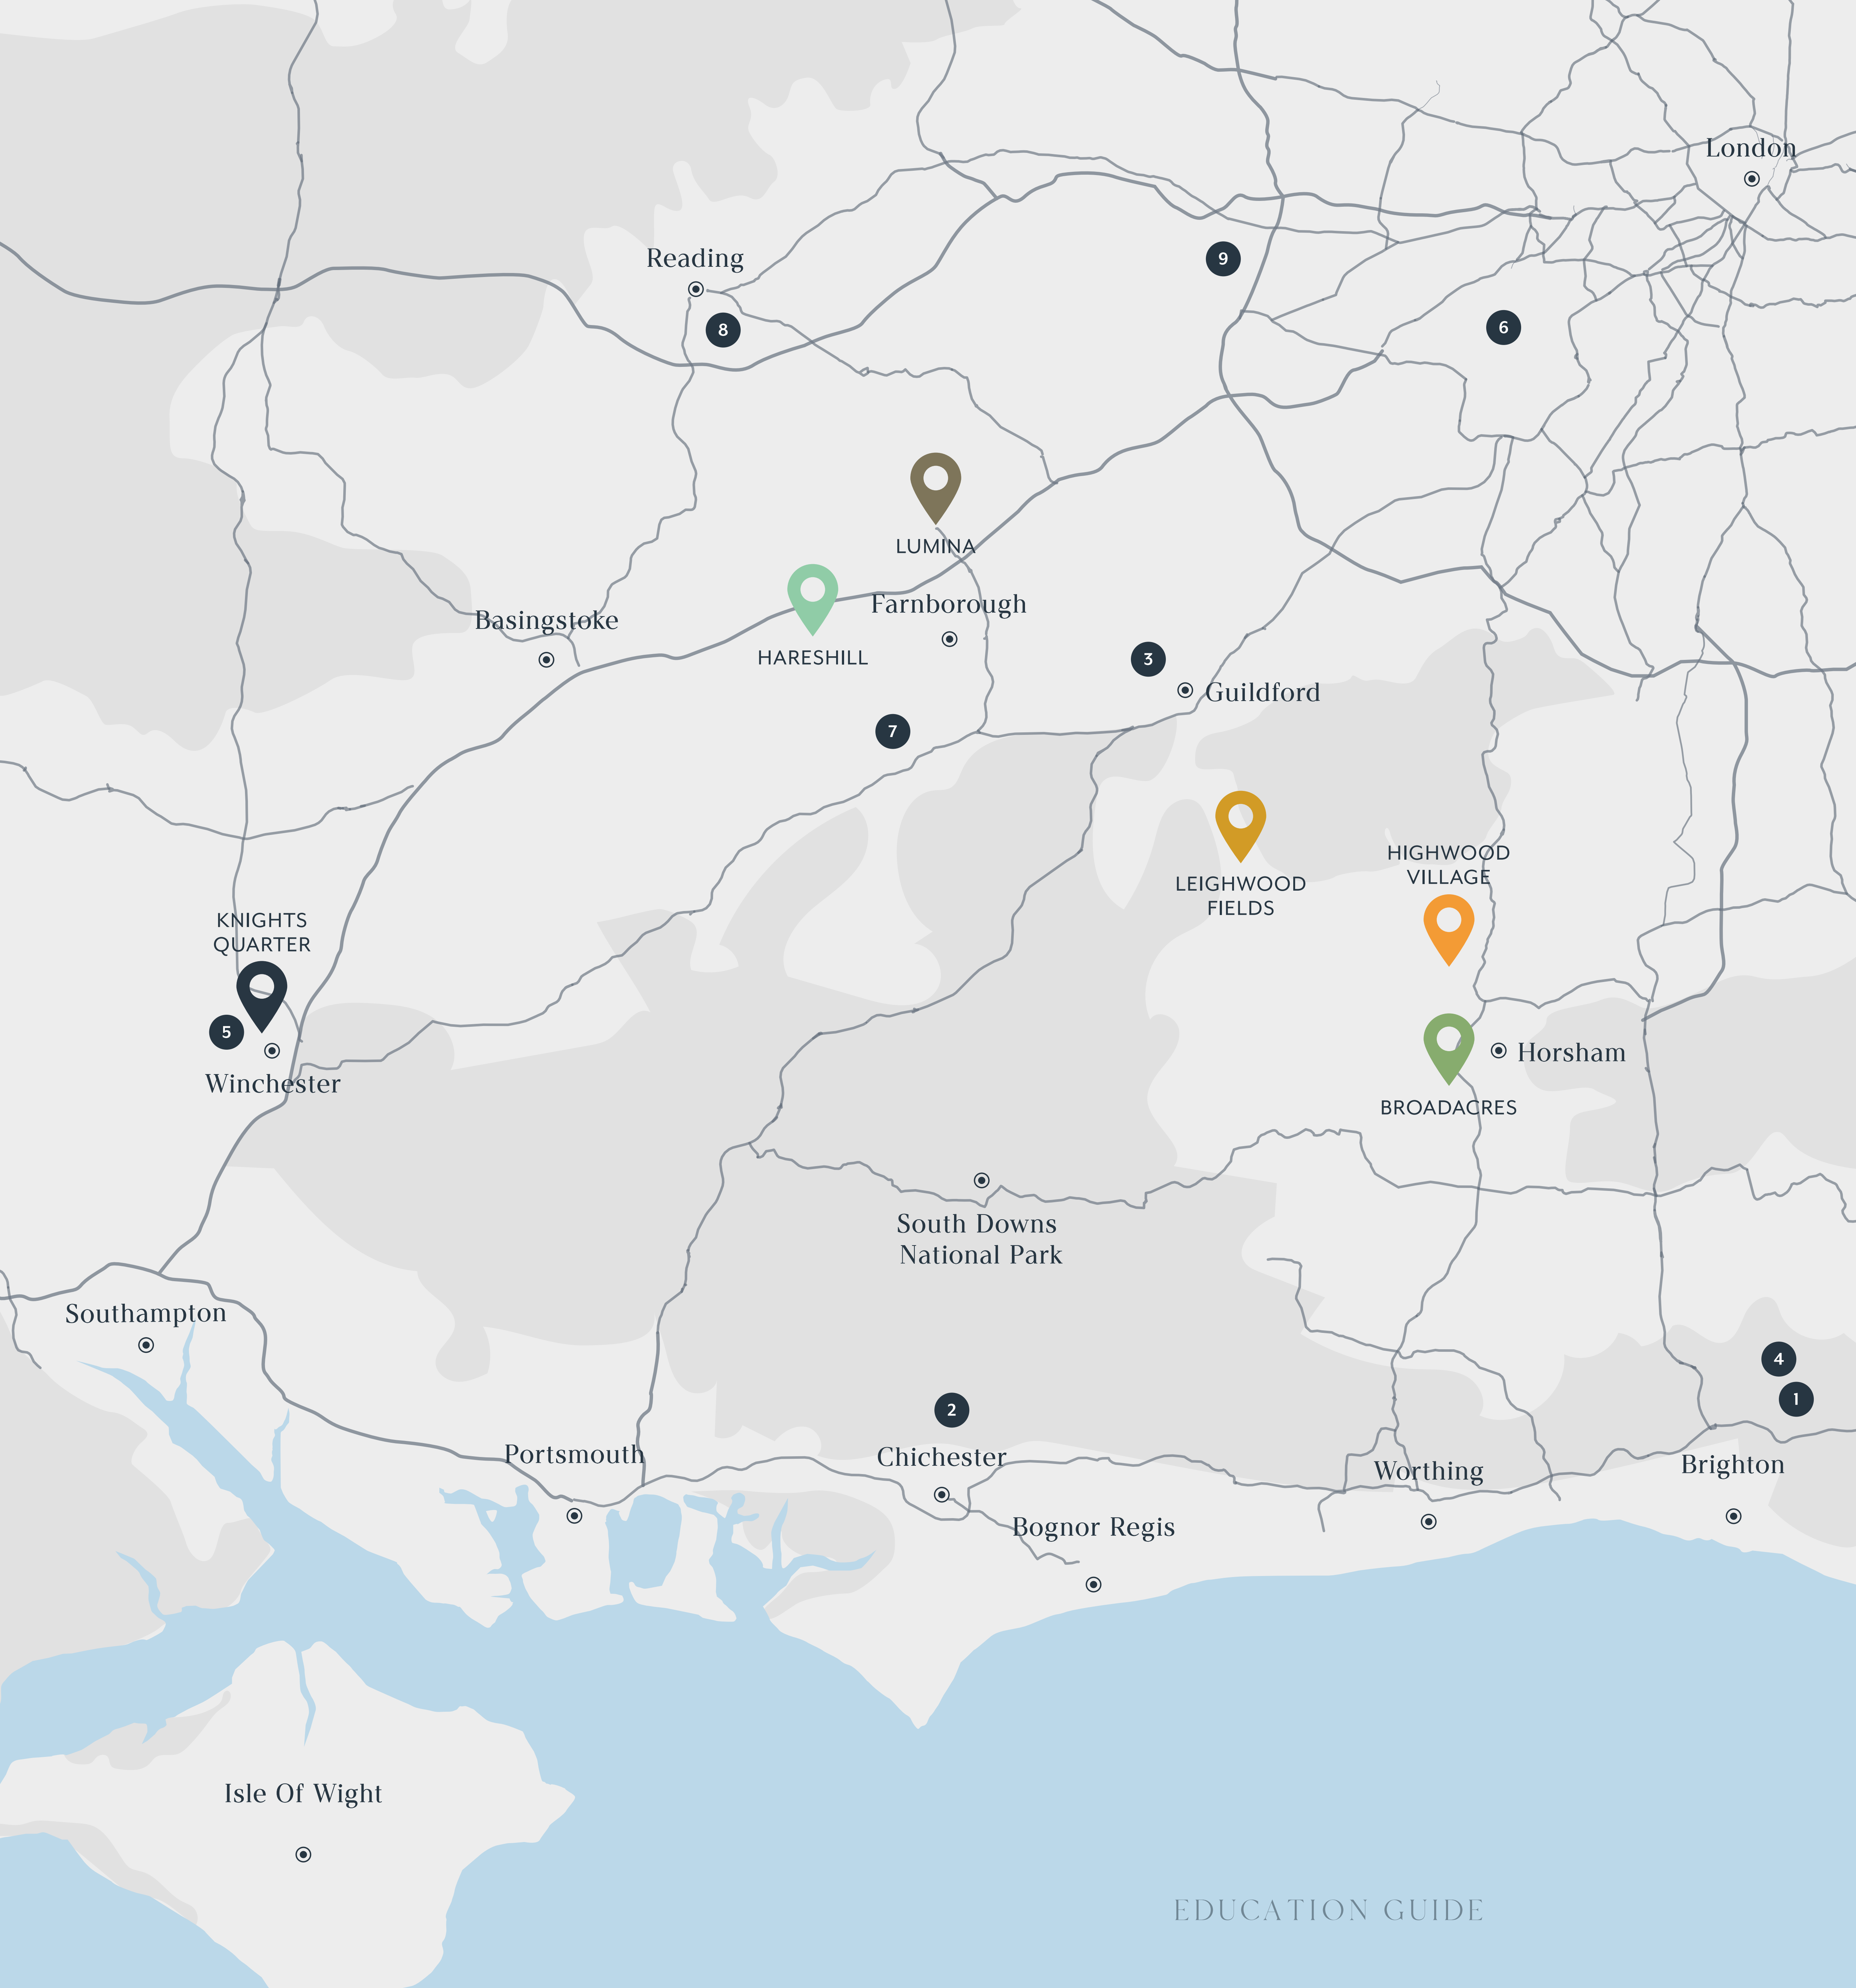 London
Reading
9
6
8
LUMINA
Farnborough
Basingstoke
HARESHILL
3
Guildford
7
HIGHWOOD
VILLAGE
LEIGHWOOD
FIELDS
KNIGHTS
QUARTER
5
Winchester
Horsham
BROADACRES
South Downs
National Park
Southampton
4
1
2
Portsmouth
Chichester
Worthing
Brighton
Bognor Regis
Isle Of Wight
EDUCATION GUIDE